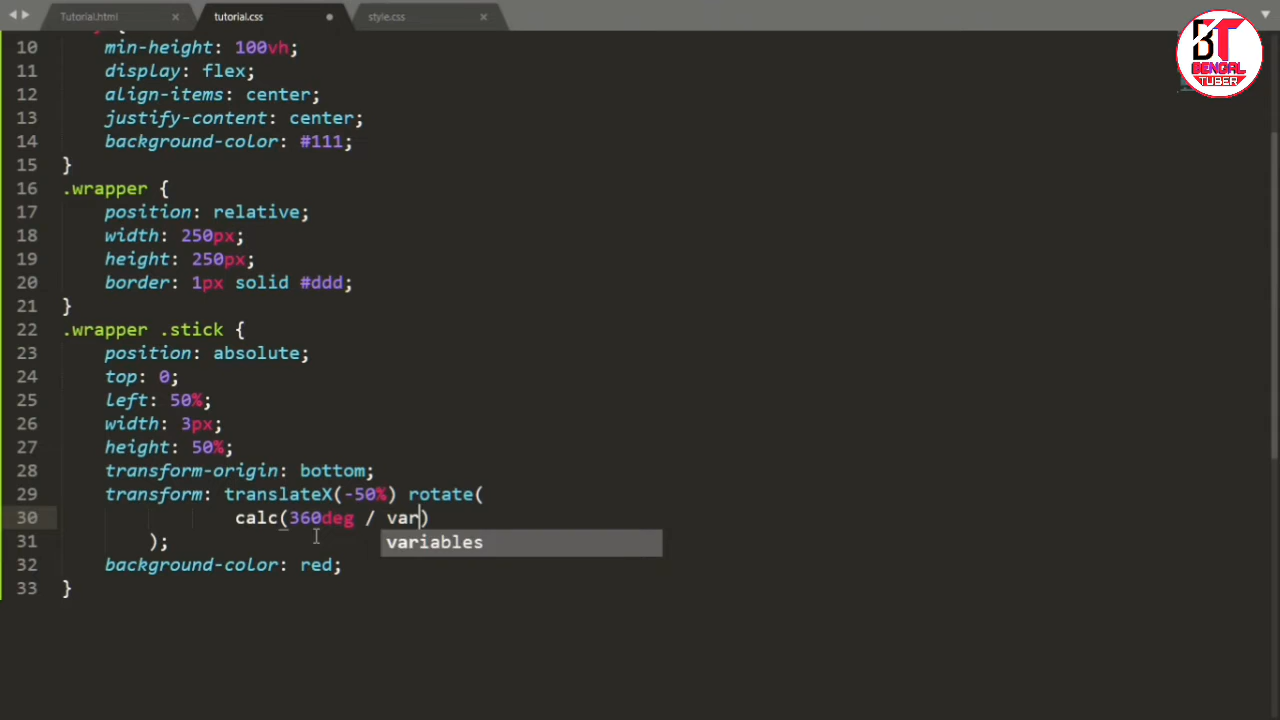 Tutorial.html
tutorial.css
style.css
BT
BENGAL
TUBER
10 min-height: 100vh;
11 display: flex;
12 align-items: center;
13 justify-content: center;
14 background-color: #111;
15 }
16 .wrapper {
17 position: relative;
18 width: 250px;
19 height: 250px;
20 border: 1px solid #ddd;
21 }
22 .wrapper .stick {
23 position: absolute;
24 top: 0;
25 left: 50%;
26 width: 3px;
27 height: 50%;
28 transform-origin: bottom;
29 transform: translateX(-50%) rotate(
30 calc(360deg / var)
variables
31 );
32 background-color: red;
33 }